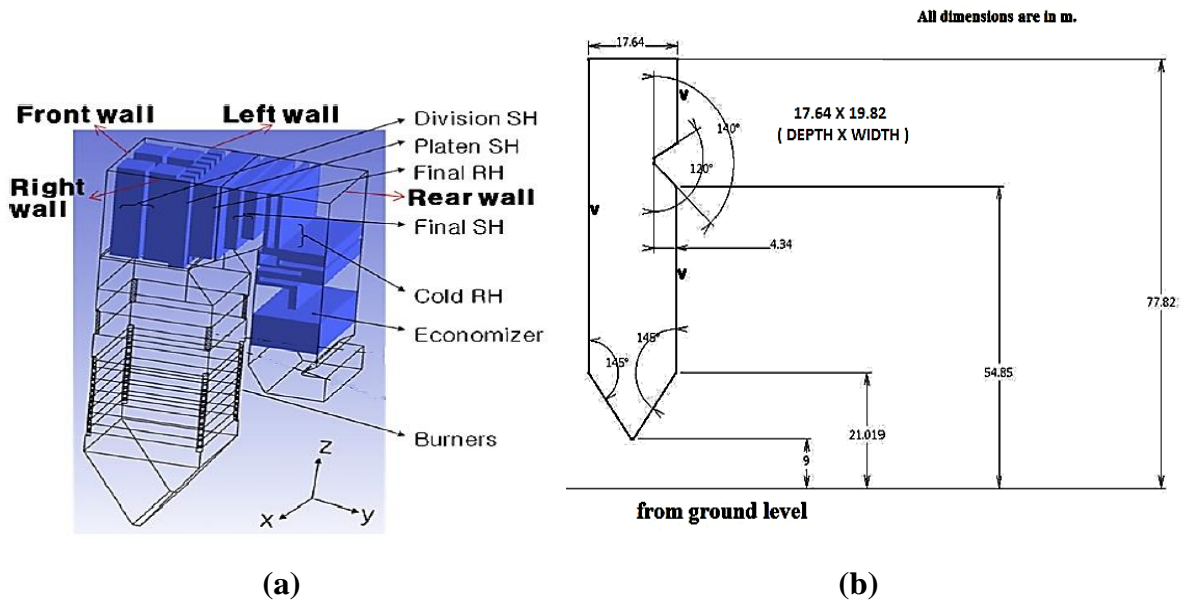 All dimensions are in m.
Front wall
Left wall
Right
wall
Rear wall
Division SH
Platen SH
Final RH
Final SH
Cold RH
Economizer
Burners
z
x
y
(a)
17.64
V
17.64 X 19.82
( DEPTH X WIDTH )
140°
120°
V
4.34
V
77.82
145°
145°
54.85
21.019
9
from ground level
(b)